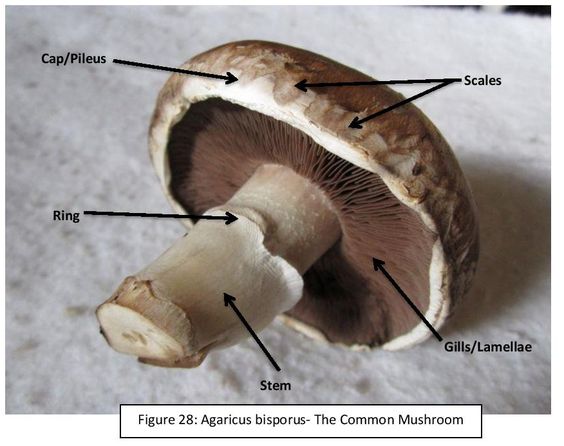 Cap/Pileus
Scales
Ring
Gills/Lamellae
Stem
Figure 28: Agaricus bisporus- The Common Mushroom